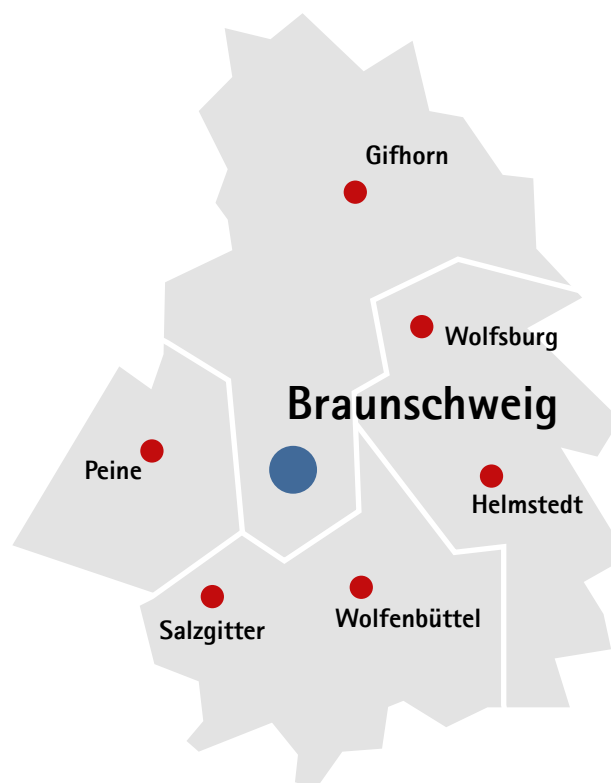 Gifhorn
Wolfsburg
Braunschweig
Peine
Helmstedt
Salzgitter
Wolfenbüttel